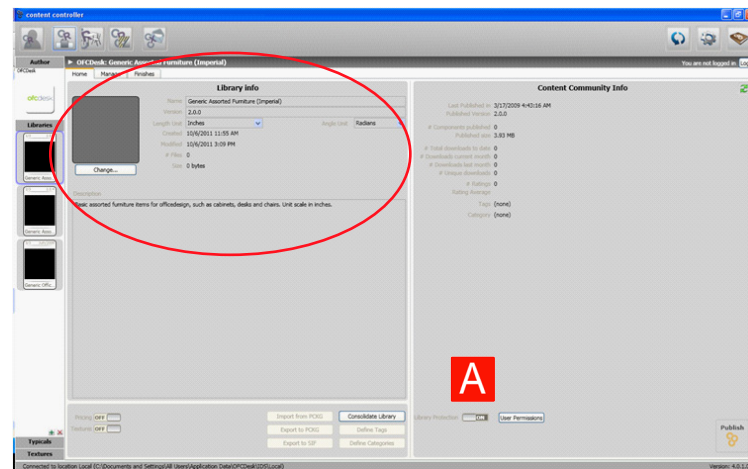 content controller
Author
OFCDesk: Generic Assorted Furniture (Imperial)
You are not logged in
OFCDesk
Home Manage Finishes
ofcdesk
Library info
Content Community Info
Name Generic Assorted Furniture (Imperial)
Version 2.0.0
Length Unit Inches Angle Unit Radians
Created 10/6/2011 11:55 AM
Modified 10/6/2011 3:09 PM
# Files 0
Size 0 bytes
Change...
Last Published in 3/17/2009 4:42:16 AM
Published Version 2.0.0
# Components published 0
Published size 3.83 MB
# Total downloads to date 0
# Downloads current month 0
# Downloads last month 0
# Unique downloads 0
# Ratings 0
Rating Average
Tags (none)
Category (none)
Libraries
Generic Asso...
Generic Asso...
Generic Offic...
Description
Basic assorted furniture items for officedesign, such as cabinets, desks and chairs. Unit scale in inches.
A
Pricing OFF
Textures OFF
Import from PCKG Consolidate Library
Export to PCKG Define Tags
Export to SIF Define Categories
Library Protection ON User Permissions
Publish
Typicals
Textures
Connected to location Local (C:\Documents and Settings\All Users\Application Data\OFCDesk\IDS\Local)
Version: 4.0.1.0